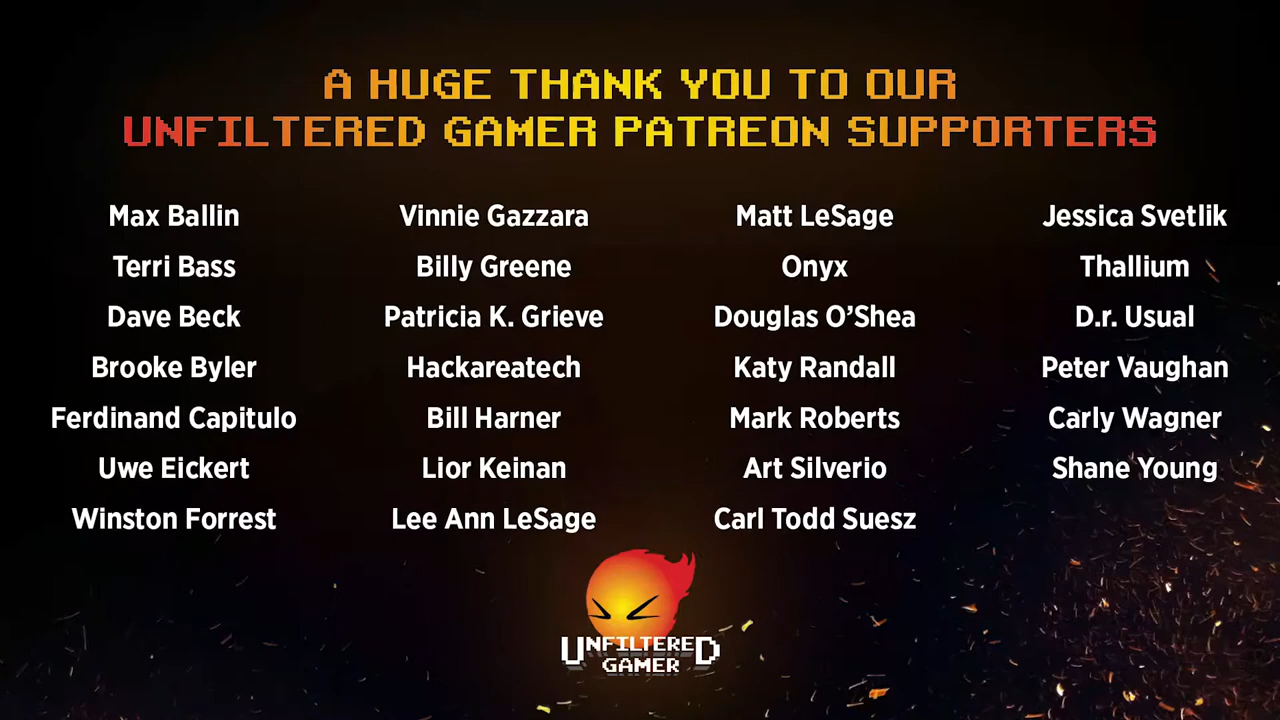 A HUGE THANK YOU TO OUR
UNFILTERED GAMER PATREON SUPPORTERS
Max Ballin
Terri Bass
Dave Beck
Brooke Byler
Ferdinand Capitulo
Uwe Eickert
Winston Forrest
Vinnie Gazzara
Billy Greene
Patricia K. Grieve
Hackareatech
Bill Harner
Lior Keinan
Lee Ann LeSage
Matt LeSage
Onyx
Douglas O’Shea
Katy Randall
Mark Roberts
Art Silverio
Carl Todd Suesz
Jessica Svetlik
Thallium
D.r. Usual
Peter Vaughan
Carly Wagner
Shane Young
UNFILTERED
GAMER